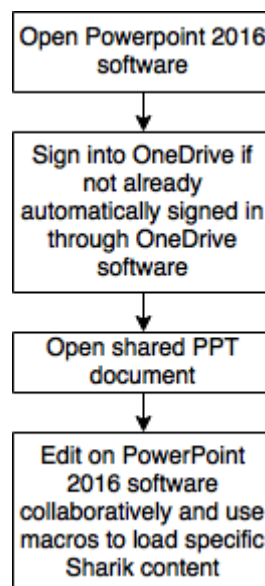 Open Powerpoint 2016
software
Sign into OneDrive if
not already
automatically signed in
through OneDrive
software
Open shared PPT
document
Edit on PowerPoint
2016 software
collaboratively and use
macros to load specific
Sharik content